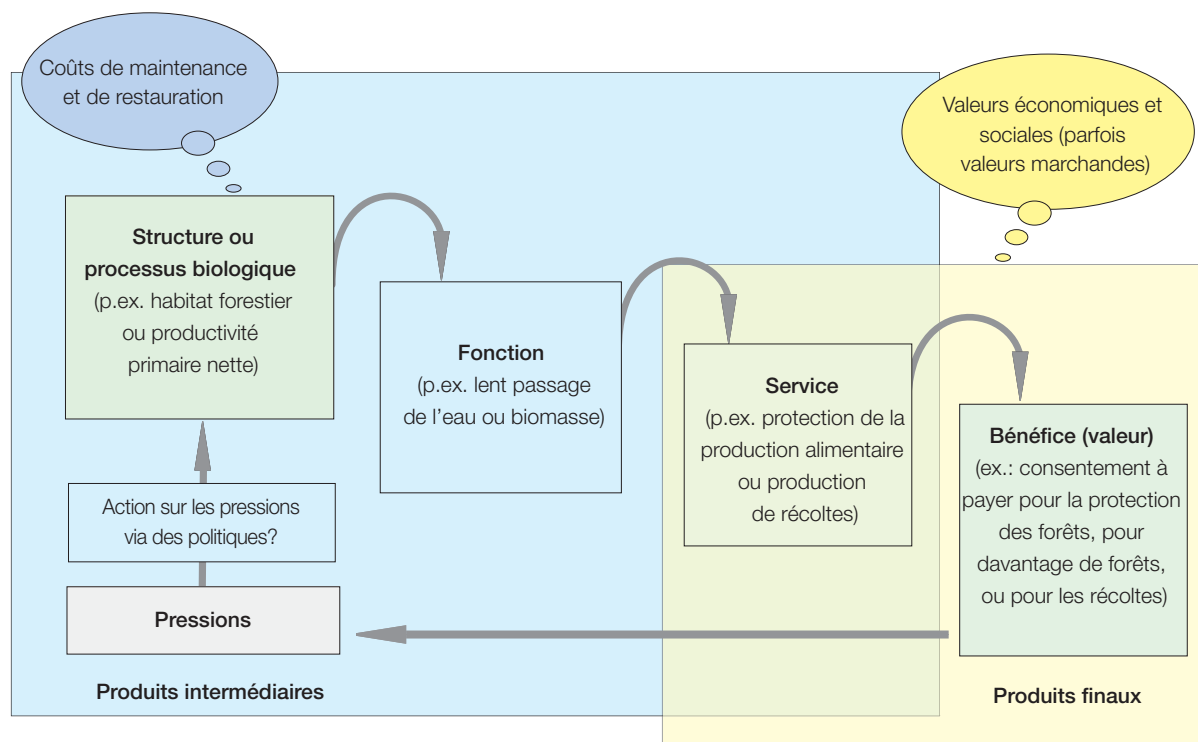 Coûts de maintenance
et de restauration
Valeurs économiques et
sociales (parfois
valeurs marchandes)
Structure ou
processus biologique
(p.ex. habitat forestier
ou productivité
primaire nette)
Fonction
(p.ex. lent passage
de l'eau ou biomasse)
Service
(p.ex. protection de la
production alimentaire
ou production
de récoltes)
Bénéfice (valeur)
(ex.: consentement à
payer pour la protection
des forêts, pour
davantage de forêts,
ou pour les récoltes)
Action sur les pressions
via des politiques?
Pressions
Produits intermédiaires
Produits finaux